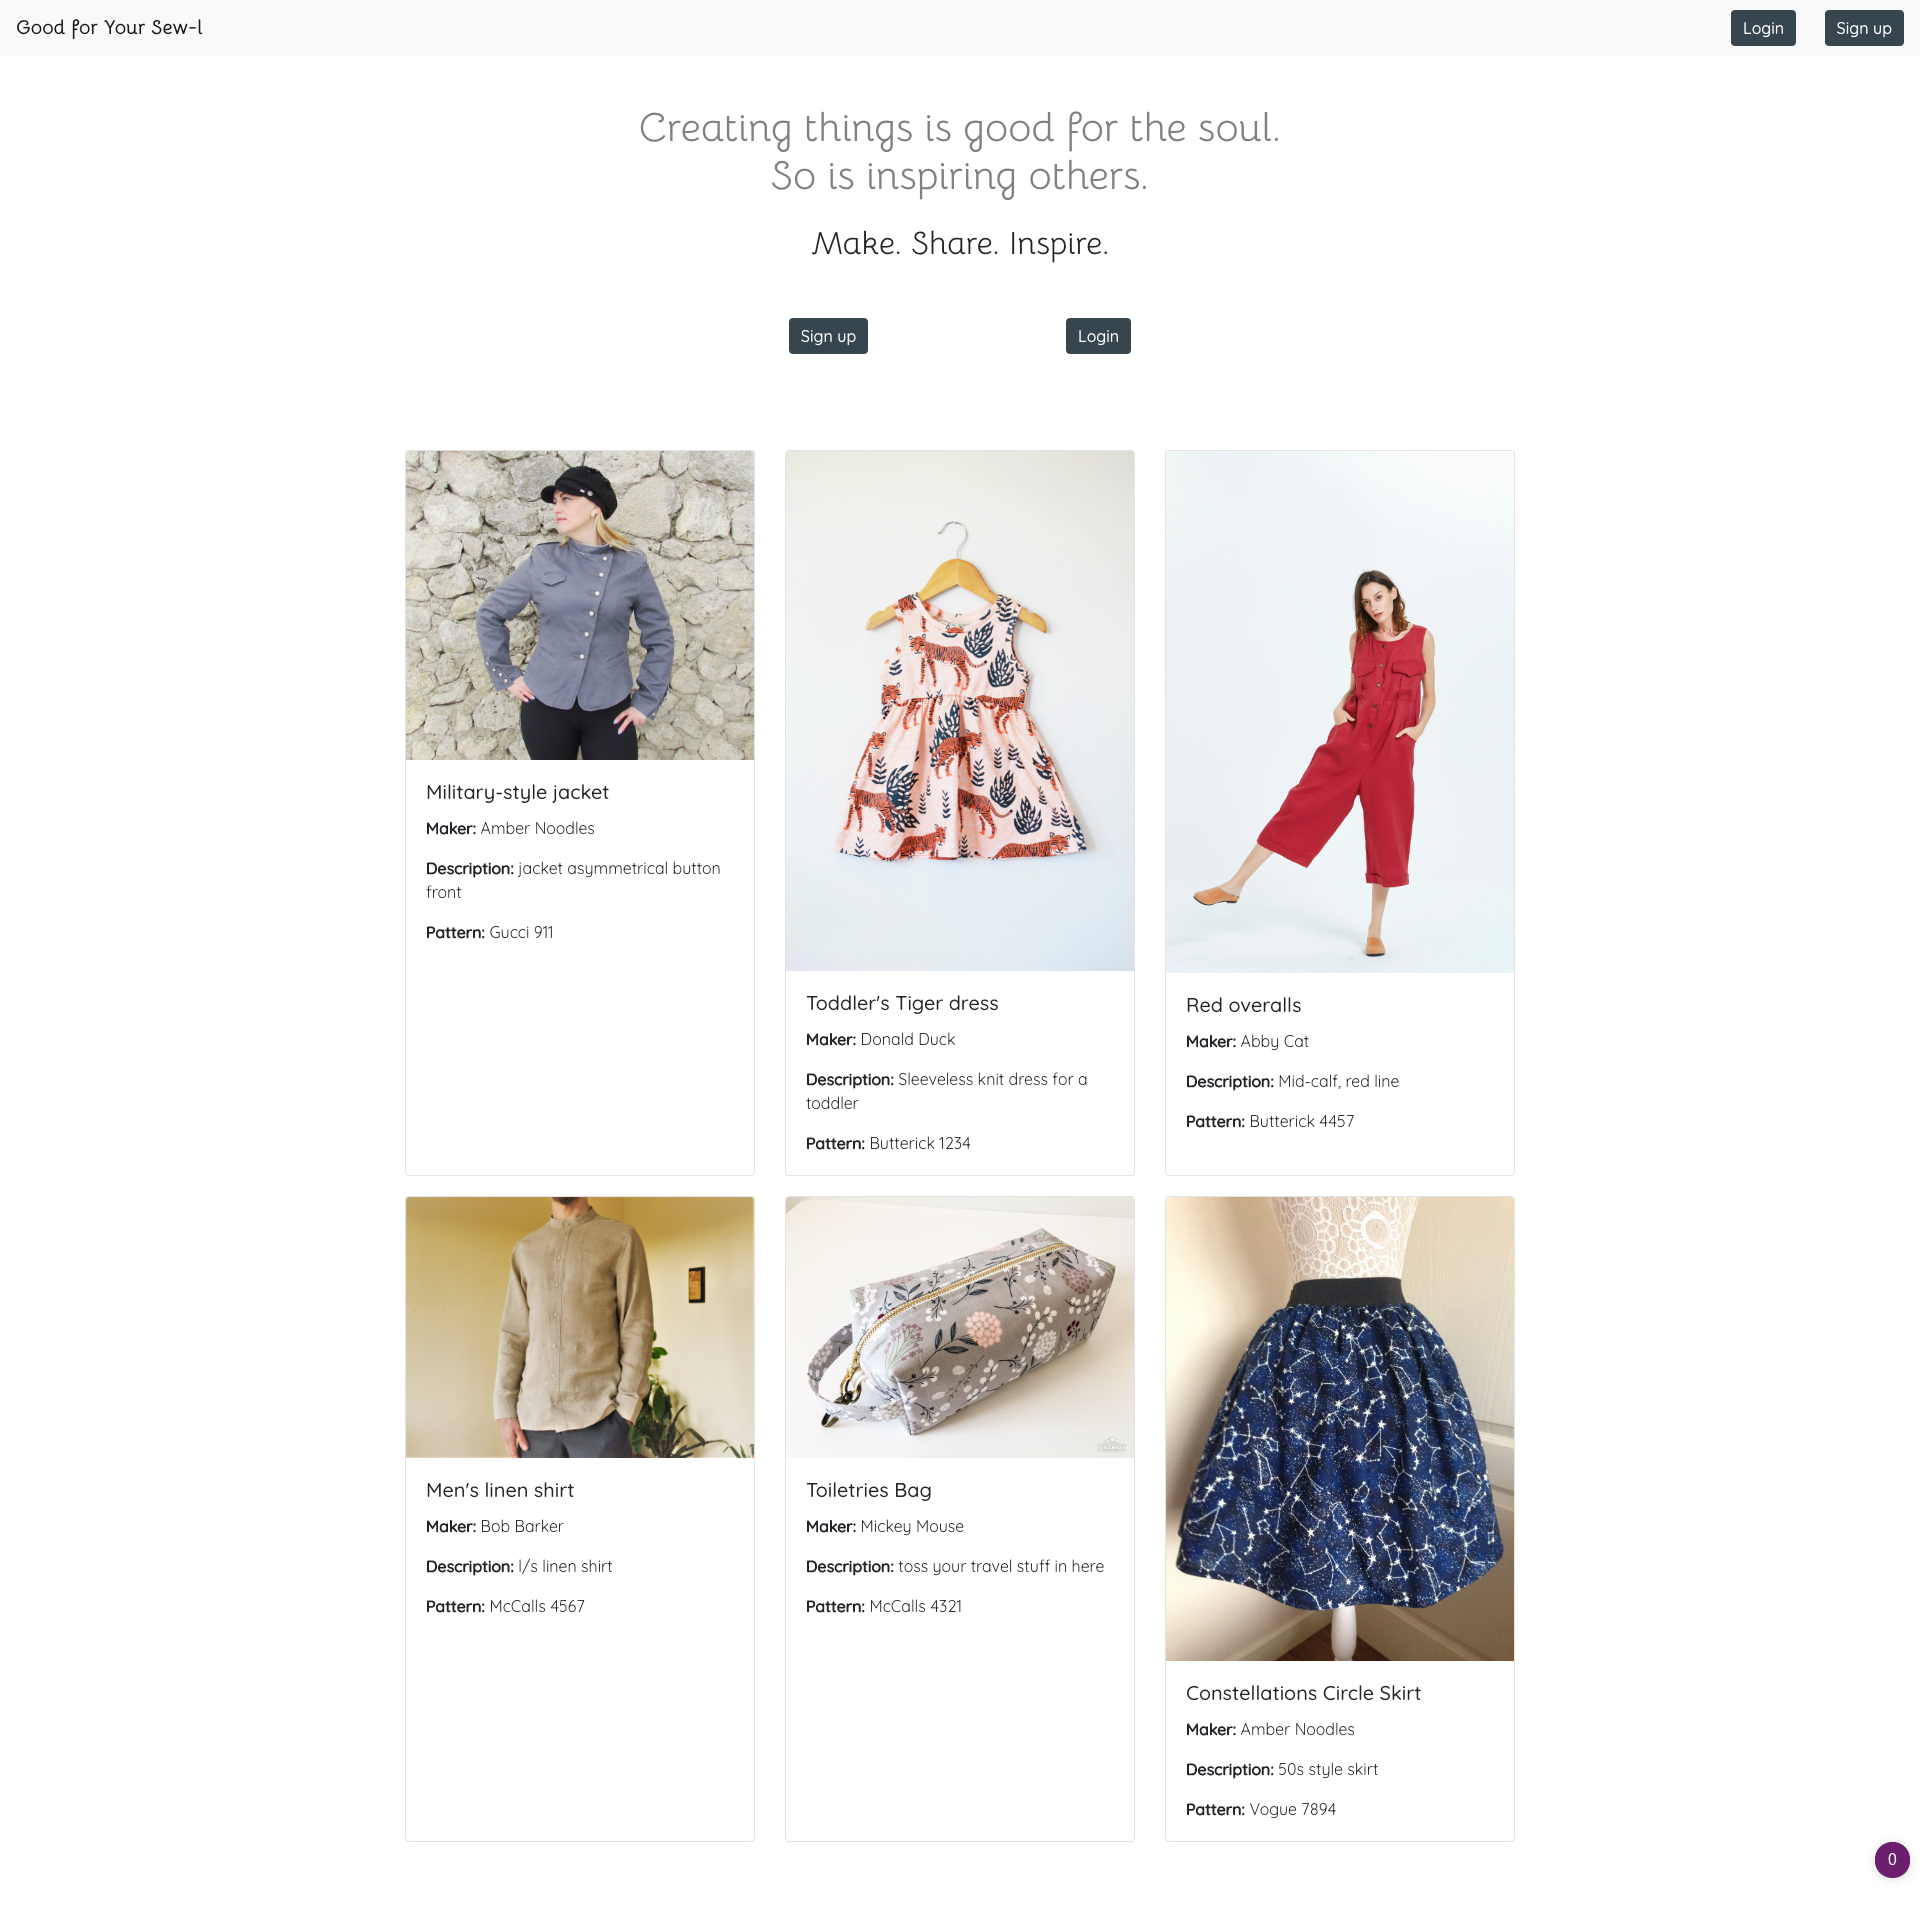 Good for Your Sew-l
Login
Sign up
Creating things is good for the soul.
So is inspiring others.
Make. Share. Inspire.
Sign up
Login
Military-style jacket
Maker: Amber Noodles
Description: jacket asymmetrical button
front
Pattern: Gucci 911
Toddler's Tiger dress
Maker: Donald Duck
Description: Sleeveless knit dress for a
toddler
Pattern: Butterick 1234
Red overalls
Maker: Abby Cat
Description: Mid-calf, red line
Pattern: Butterick 4457
Men's linen shirt
Maker: Bob Barker
Description: l/s linen shirt
Pattern: McCalls 4567
Toiletries Bag
Maker: Mickey Mouse
Description: toss your travel stuff in here
Pattern: McCalls 4321
Constellations Circle Skirt
Maker: Amber Noodles
Description: 50s style skirt
Pattern: Vogue 7894
0